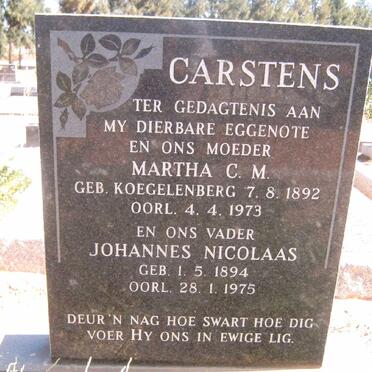 CARSTENS
TER GEDAGTENIS AAN
MY DIERBARE EGGENOTE
EN ONS MOEDER
MARTHA C. M.
GEB. KOEGELENBERG 7. 8. 1892
OORL. 4. 4. 1973
EN ONS VADER
JOHANNES NICOLAAS
GEB. 1. 5. 1894
OORL. 28. 1. 1975
DEUR 'N NAG HOE SWART HOE DIG
VOER HY ONS IN EWIGE LIG.